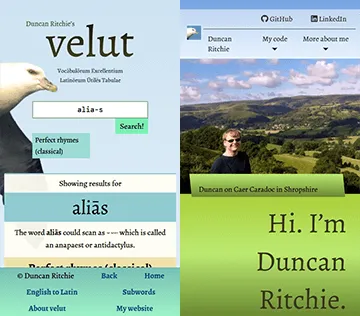 Duncan Ritchie's
velut
Vocābulōrum Excellentium
Latīnōrum Ūtilēs Tabulae
alia-s
Search!
Perfect rhymes
(classical)
Showing results for
aliās
The word aliās could scan as ⏑⏑– which is called
an anapaest or antidactylus.
Perfect rhymes (classical)
© Duncan Ritchie
Back
Home
English to Latin
Subwords
About velut
My website
GitHub
LinkedIn
Duncan
Ritchie
My code
More about me
Duncan on Caer Caradoc in Shropshire
Hi. I’m
Duncan
Ritchie.